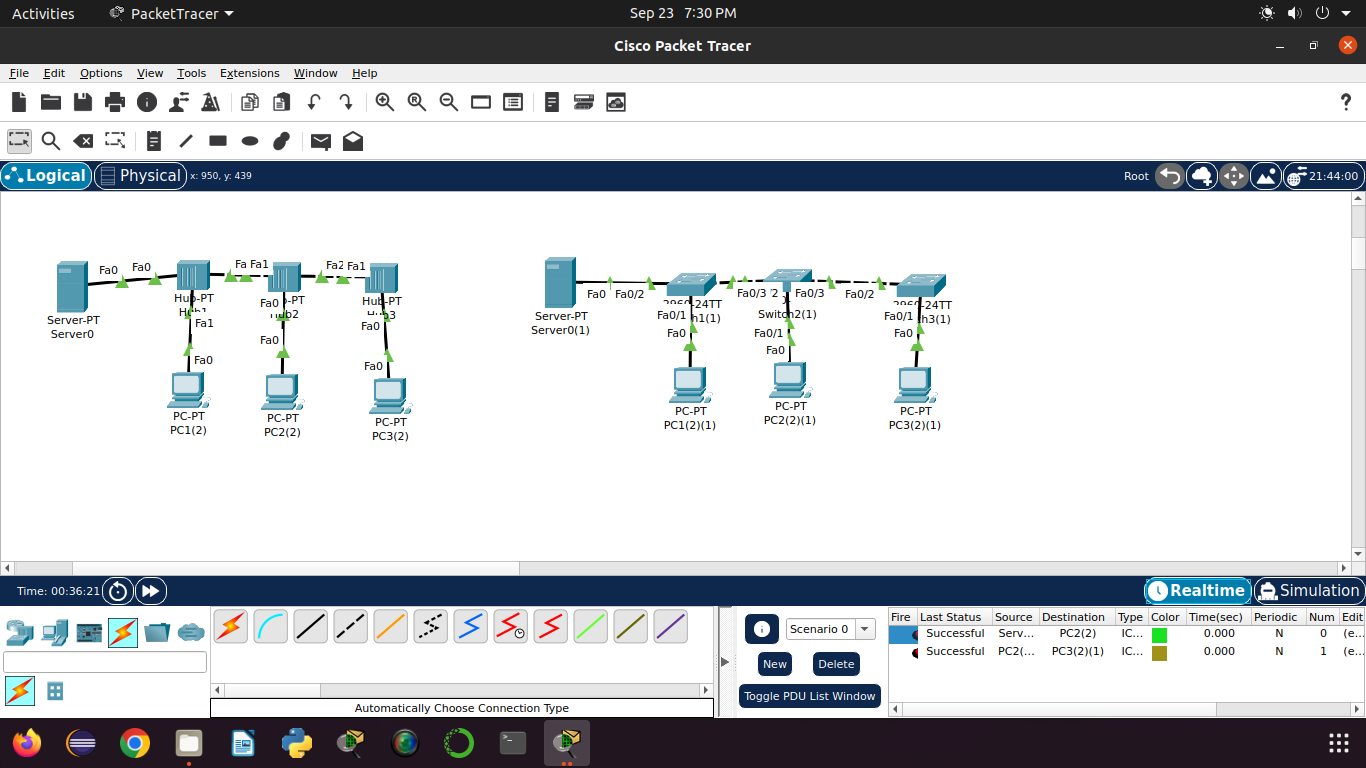 Activities PacketTracer Sep 23 7:30 PM
Cisco Packet Tracer
File Edit Options View Tools Extensions Window Help
?
Logical Physical x: 950, y: 439 Root 21:44:00
Fa0 Fa0 Fa Fa1 Fa2 Fa1
Server-PT
Server0
Hub-PT
Hub1
Fa1
Fa0
PC-PT
PC1(2)
Fa0
Hub2
Fa0
PC-PT
PC2(2)
Hub-PT
Fa0
Fa0
PC-PT
PC3(2)
Fa0 Fa0/2 Fa0/3 Fa0/3 Fa0/2
Server-PT
Server0(1)
2960-24TT
Fa0/1
Fa0
PC-PT
PC1(2)(1)
Switch2(1)
Fa0/1
Fa0
PC-PT
PC2(2)(1)
Fa0/1
Fa0
PC-PT
PC3(2)(1)
Time: 00:36:21 Realtime Simulation
Scenario 0
New Delete
Toggle PDU List Window
Automatically Choose Connection Type
Fire Last Status Source Destination Type Color Time(sec) Periodic Num Edit
Successful Serv... PC2(2) IC... 0.000 N 0 (e...
Successful PC2(... PC3(2)(1) IC... 0.000 N 1 (e...